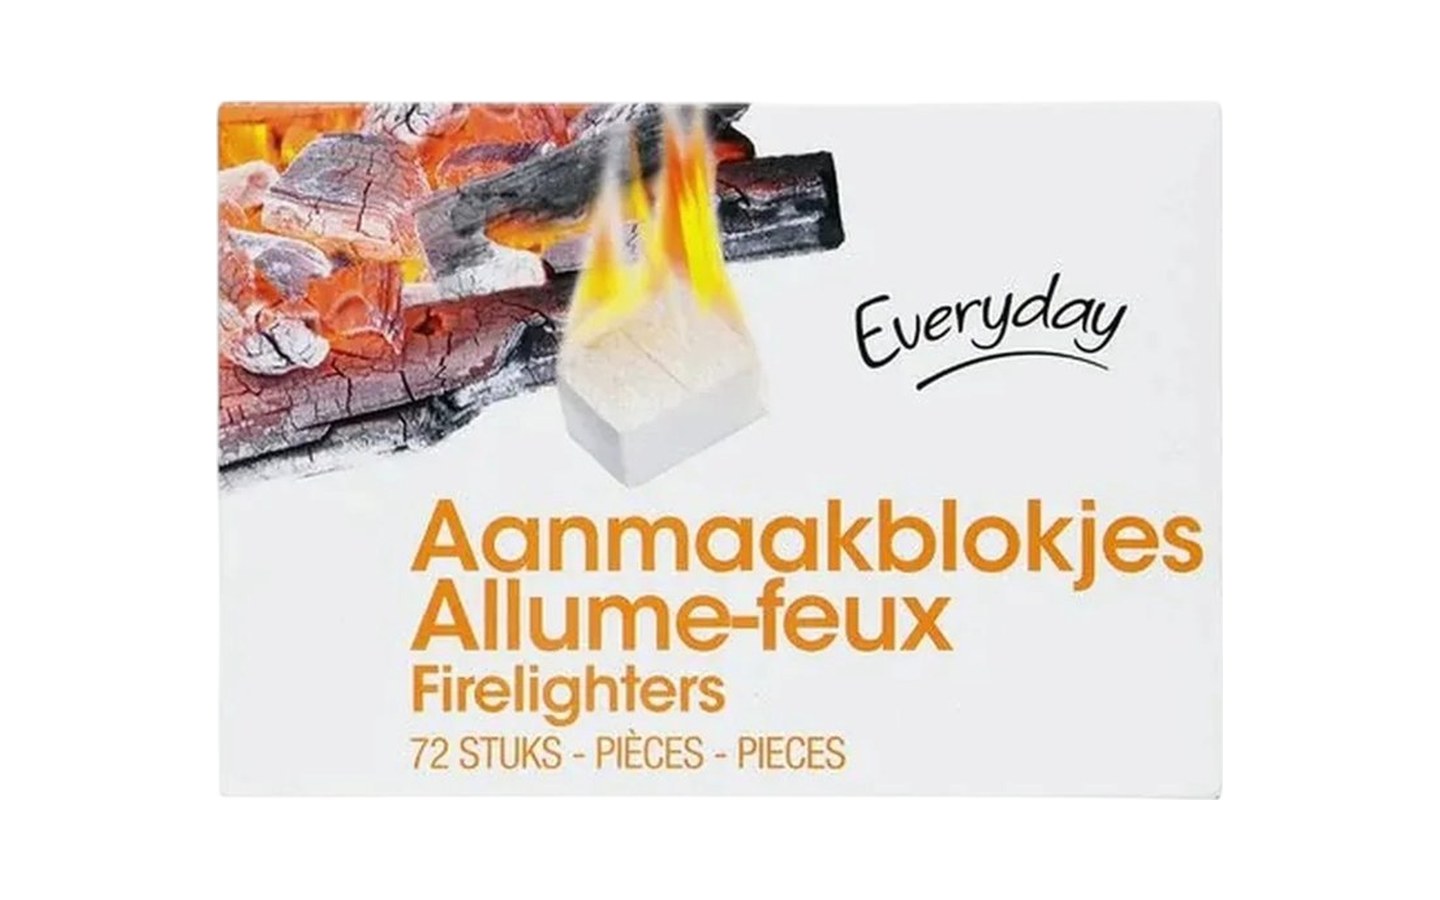 Everyday
Aanmaakblokjes
Allume-feux
Firelighters
72 STUKS - PIÈCES - PIECES